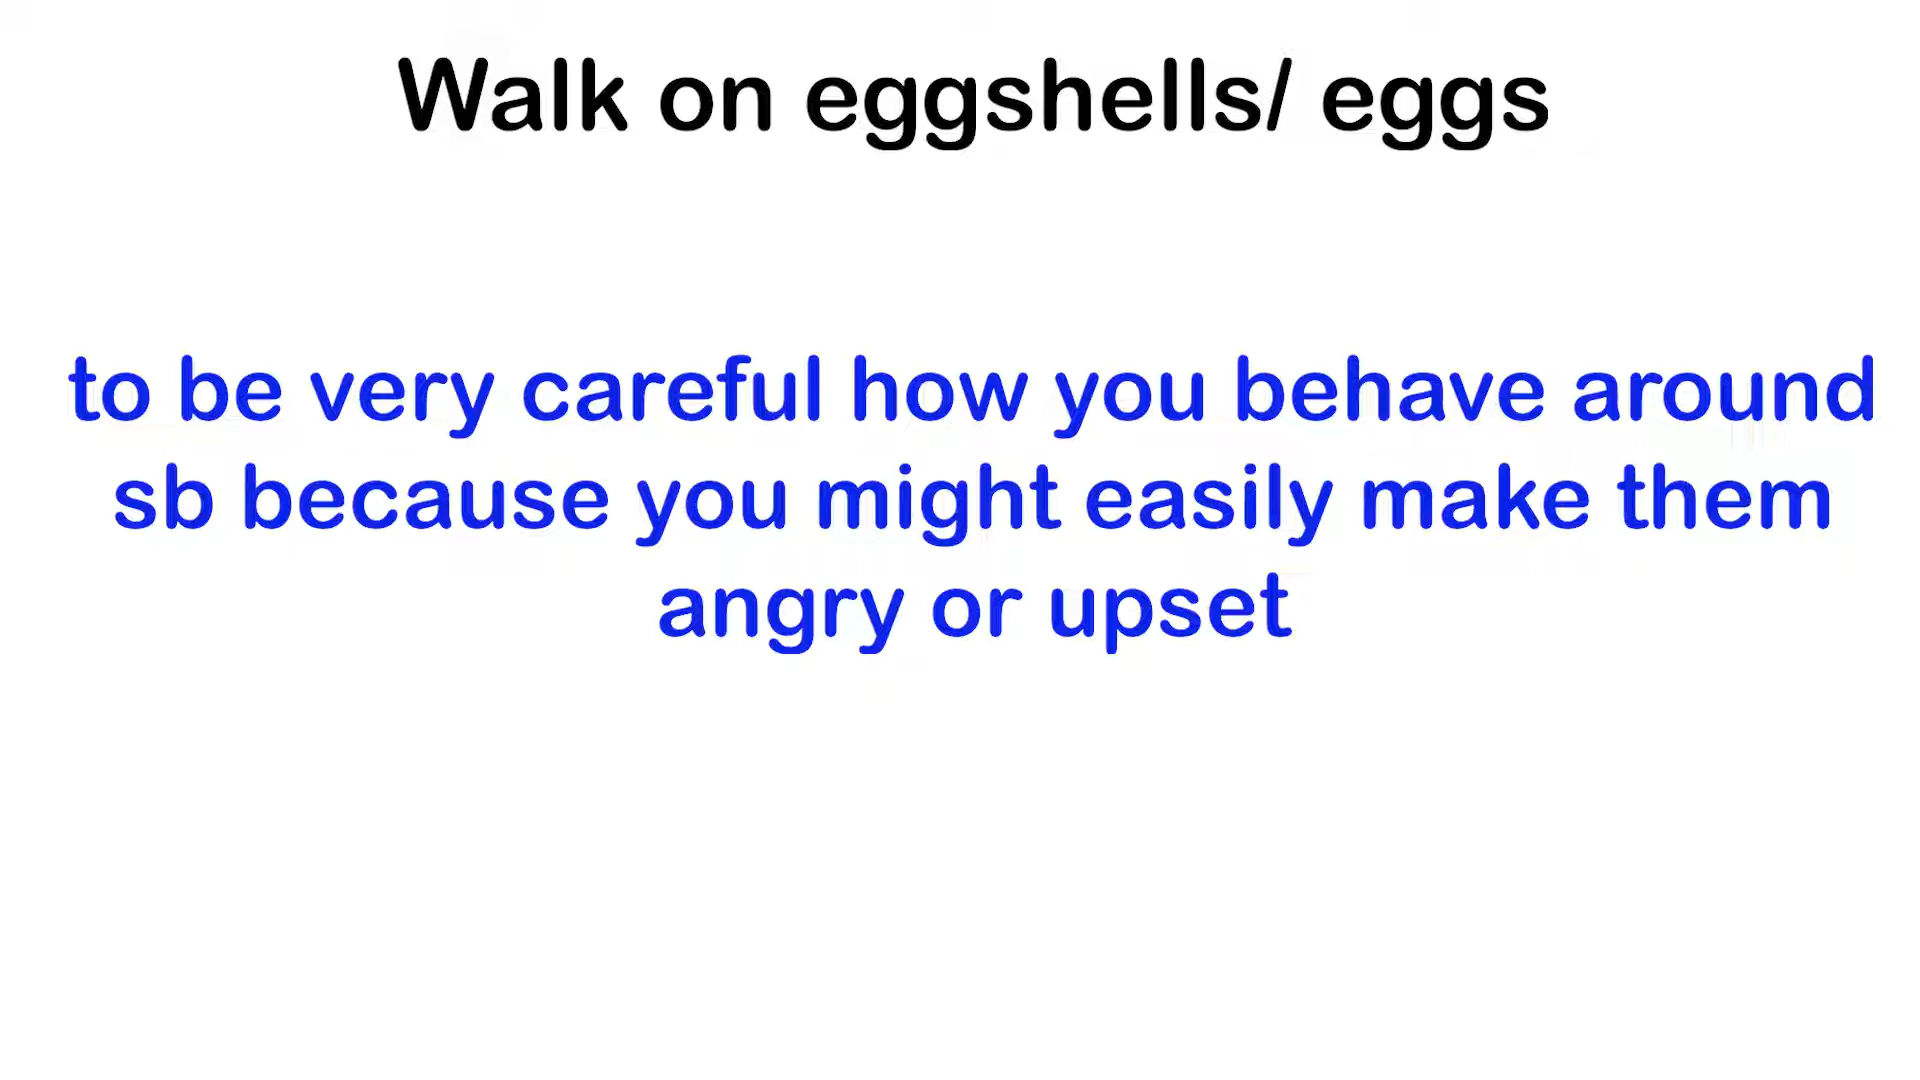 Walk on eggshells/ eggs
to be very careful how you behave around
sb because you might easily make them
angry or upset